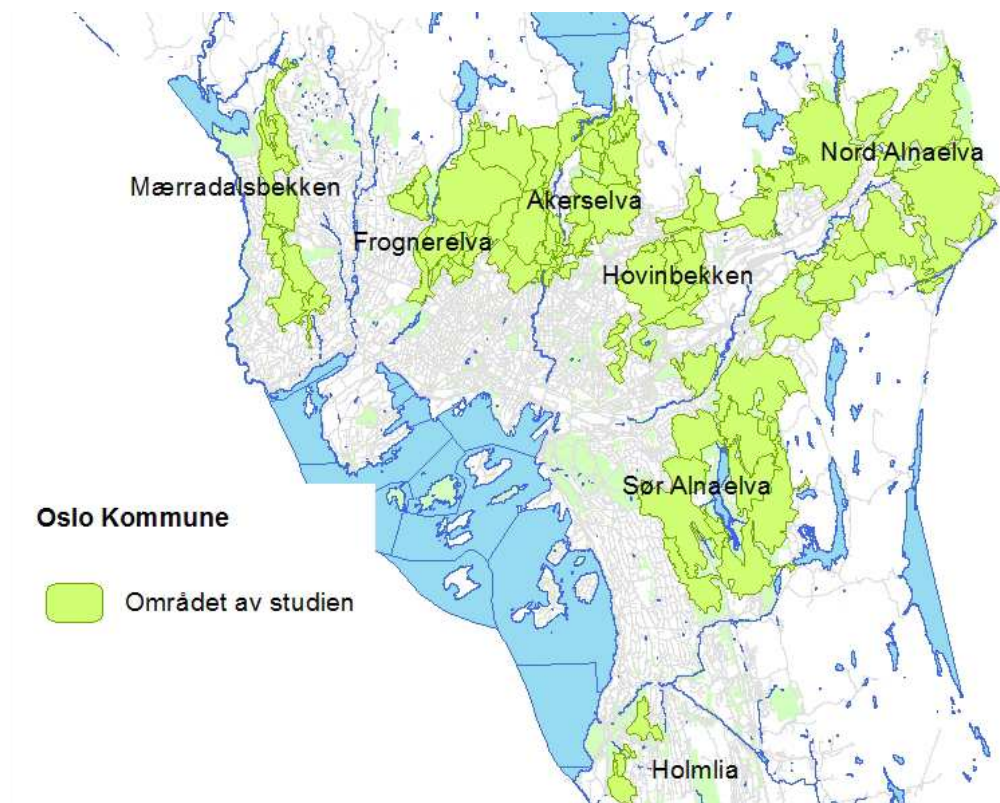 Nord Alnaelva
Mærradalsbekken
Akerselva
Frognerelva
Hovinbekken
Sør Alnaelva
Oslo Kommune
Området av studien
Holmlia